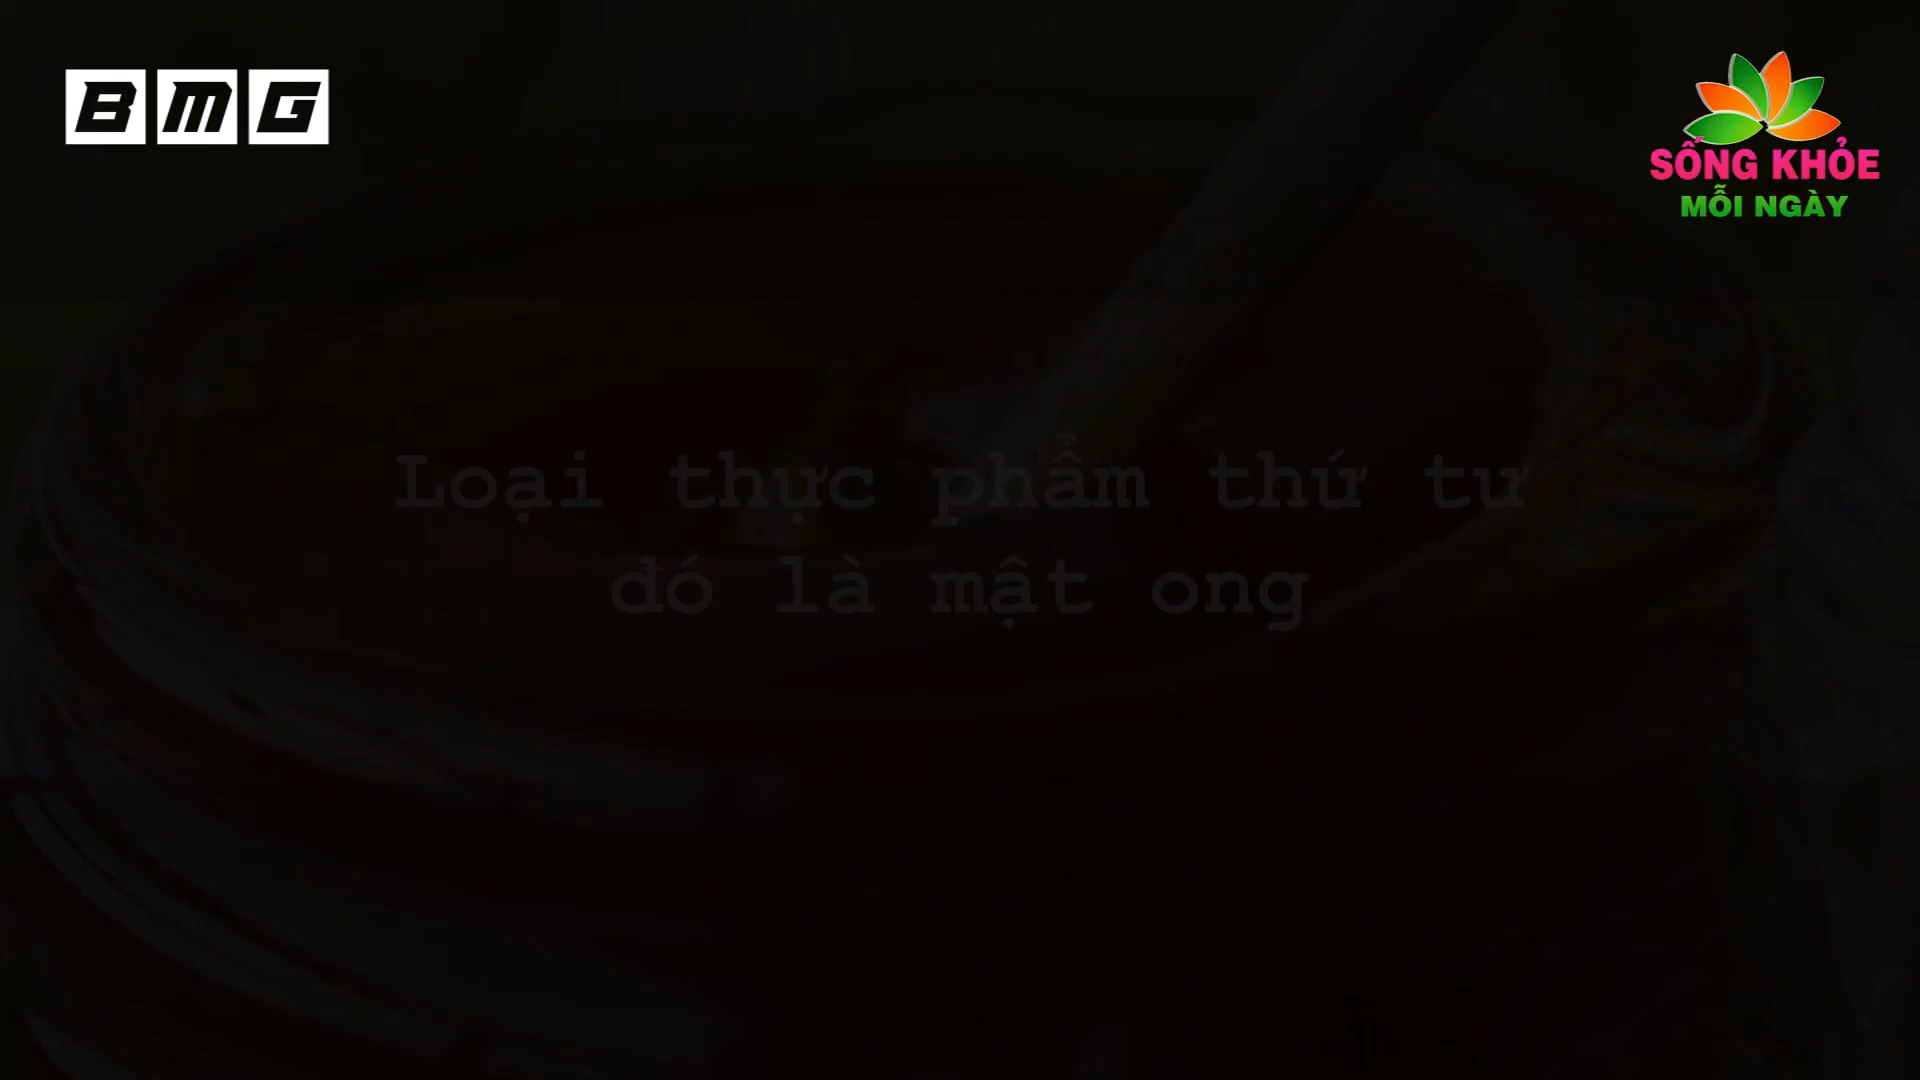 BMG
SỐNG KHỎE
MỖI NGÀY
Loại thực phẩm thứ tư
đó là mật ong